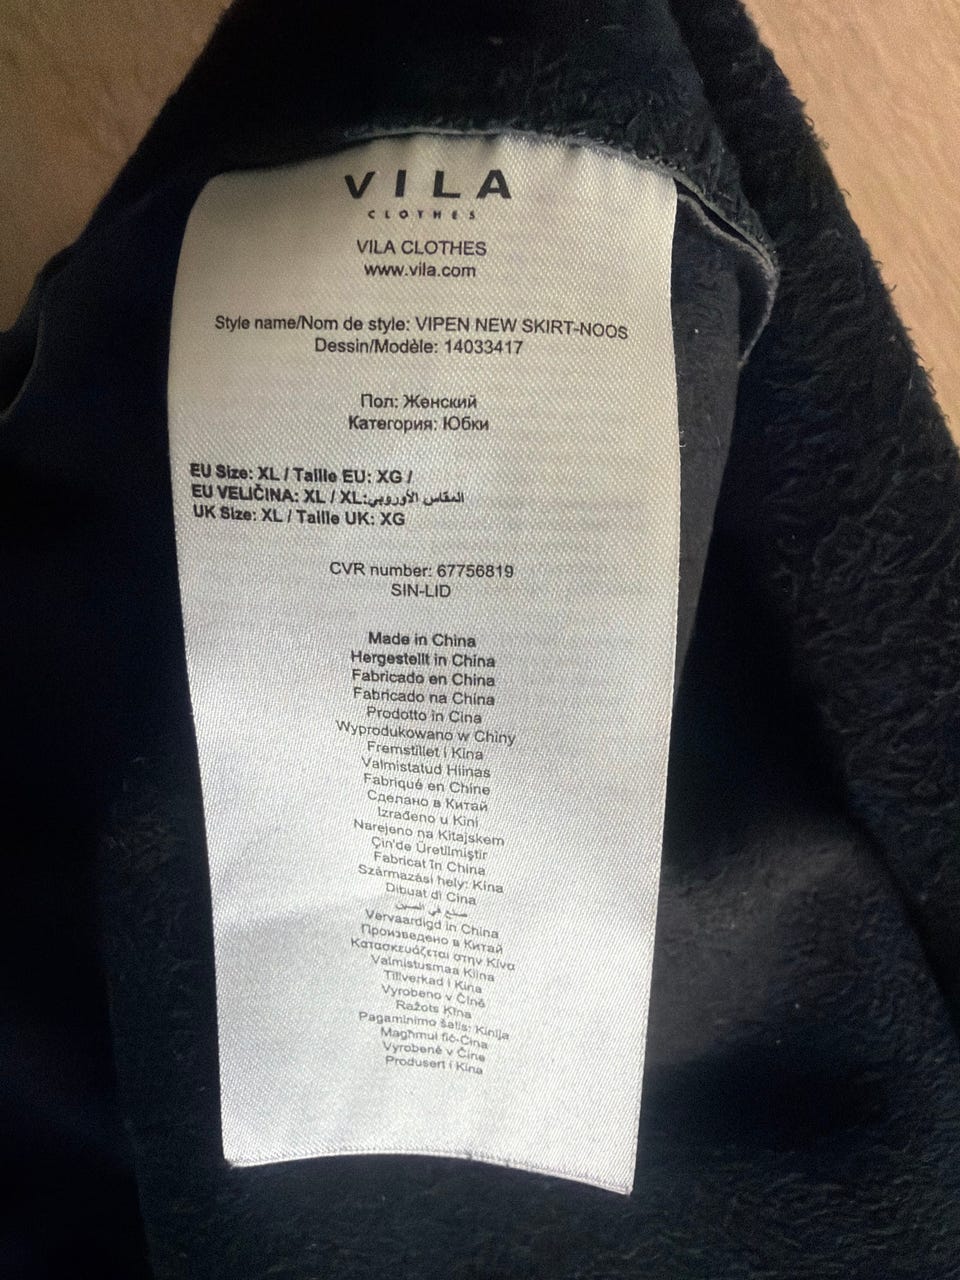 VILA
CLOTHES
VILA CLOTHES
www.vila.com
Style name/Nom de style: VIPEN NEW SKIRT-NOOS
Dessin/Modèle: 14033417
Пол: Женский
Категория: Юбки
EU Size: XL / Taille EU: XG /
EU VELIČINA: XL / XL:المقاس الأوروبي
UK Size: XL / Taille UK: XG
CVR number: 67756819
SIN-LID
Made in China
Hergestellt in China
Fabricado en China
Fabricado na China
Prodotto in Cina
Wyprodukowano w Chiny
Fremstillet i Kina
Valmistatud Hiinas
Fabriqué en Chine
Сделано в Китай
Izrađeno u Kini
Narejeno na Kitajskem
Çin'de Üretilmiştir
Fabricat în China
Származási hely: Kína
Dibuat di Cina
صنع في الصين
Vervaardigd in China
Произведено в Китай
Κατασκευάζεται στην Κίνα
Valmistusmaa Kiina
Tillverkad i Kina
Vyrobeno v Číně
Ražots Ķīna
Pagaminimo šalis: Kinija
Magħmul fiċ-Ċina
Vyrobené v Číne
Produsert i Kina